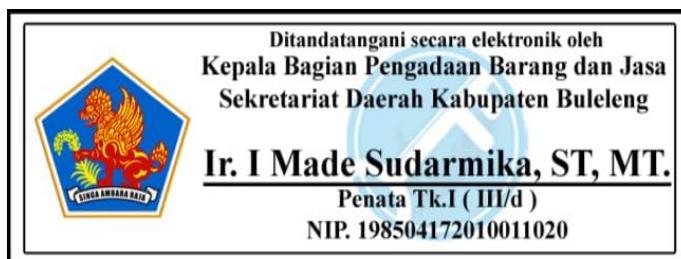 Ditandatangani secara elektronik oleh
Kepala Bagian Pengadaan Barang dan Jasa
Sekretariat Daerah Kabupaten Buleleng
Ir. I Made Sudarmika, ST, MT.
Penata Tk.I ( III/d )
NIP. 198504172010011020
SINGA AMBARA RAJA